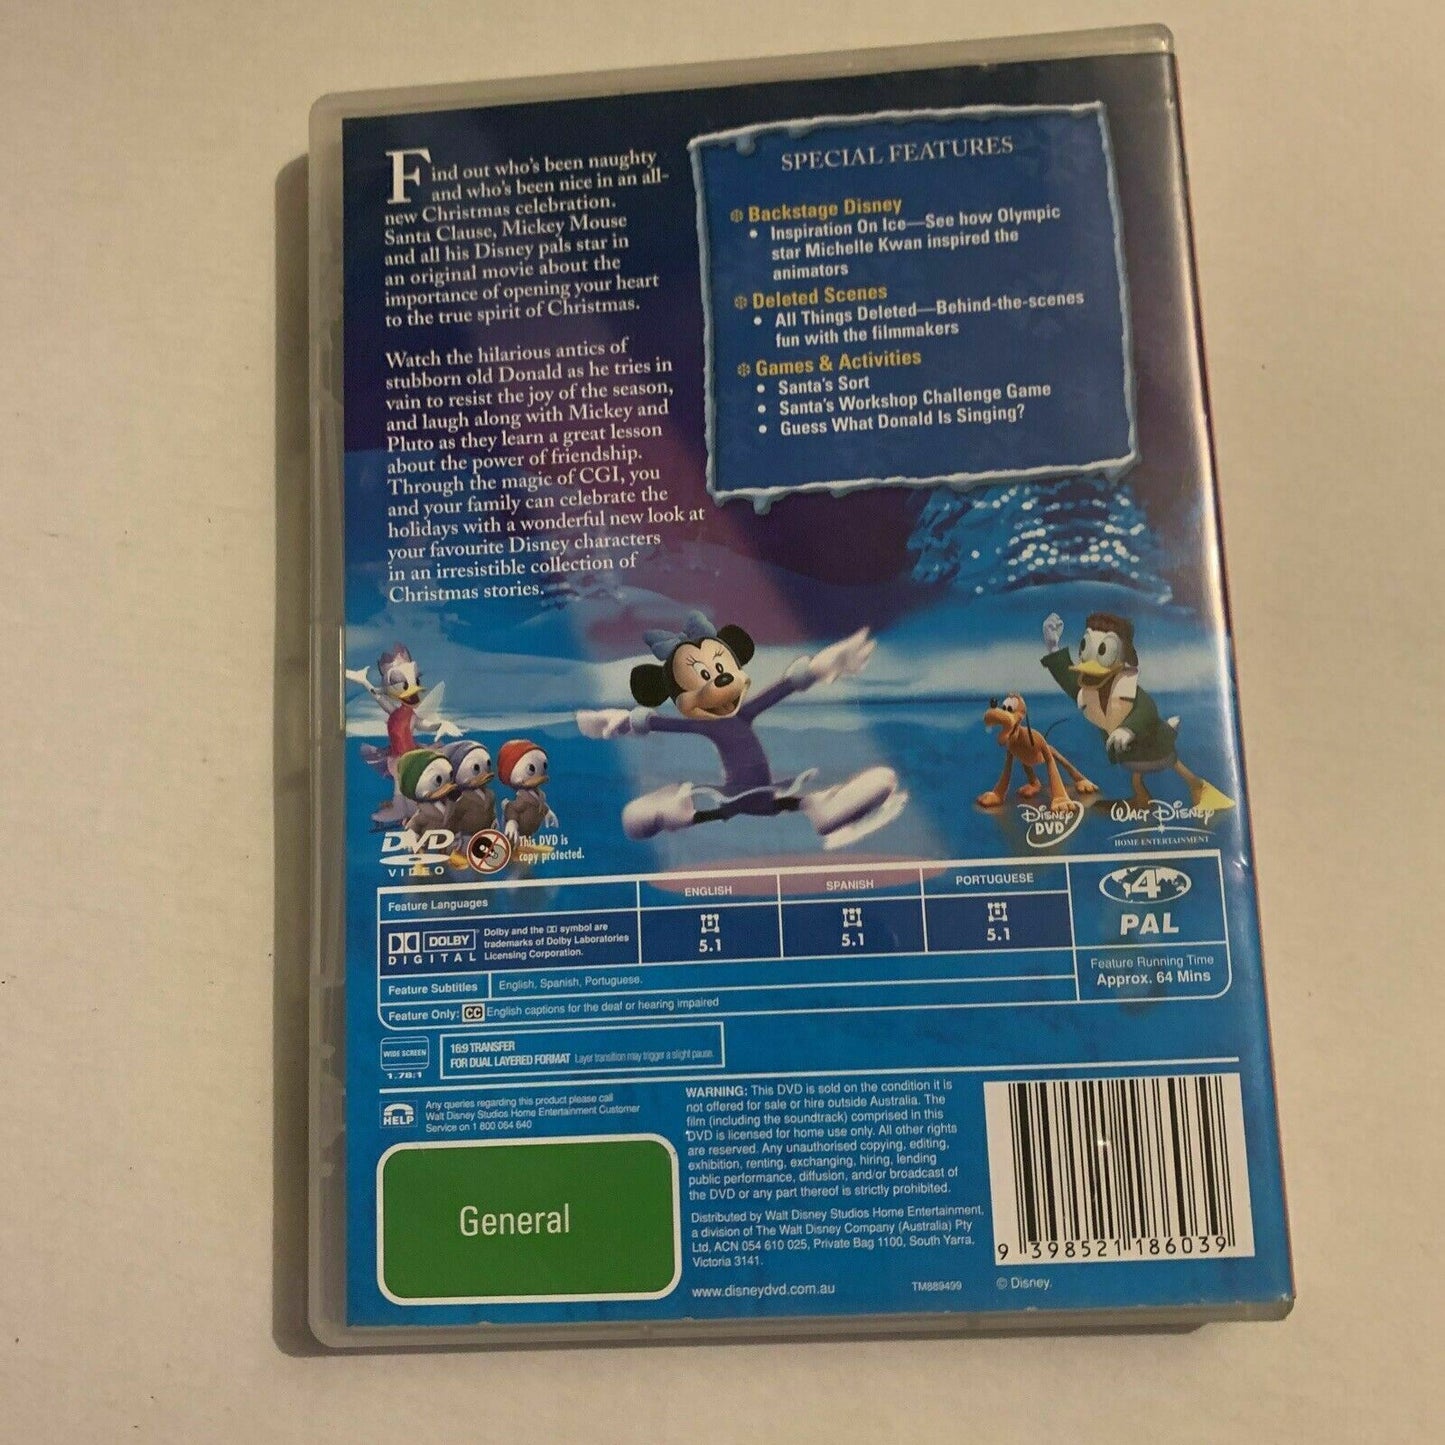 Find out who's been naughty
and who's been nice in an all-
new Christmas celebration.
Santa Clause, Mickey Mouse
and all his Disney pals star in
an original movie about the
importance of opening your heart
to the true spirit of Christmas.
Watch the hilarious antics of
stubborn old Donald as he tries in
vain to resist the joy of the season,
and laugh along with Mickey and
Pluto as they learn a great lesson
about the power of friendship.
Through the magic of CGI, you
and your family can celebrate the
holidays with a wonderful new look at
your favourite Disney characters
in an irresistible collection of
Christmas stories.
SPECIAL FEATURES
Backstage Disney
• Inspiration On Ice—See how Olympic
star Michelle Kwan inspired the
animators
Deleted Scenes
• All Things Deleted—Behind-the-scenes
fun with the filmmakers
Games & Activities
• Santa's Sort
• Santa's Workshop Challenge Game
• Guess What Donald Is Singing?
DVD
VIDEO
This DVD is
copy protected.
Disney
DVD
Walt Disney
HOME ENTERTAINMENT
Feature Languages
ENGLISH
SPANISH
PORTUGUESE
DOLBY
DIGITAL
Dolby and the DD symbol are
trademarks of Dolby Laboratories
Licensing Corporation.
5.1
5.1
5.1
4
PAL
Feature Subtitles
English, Spanish, Portuguese.
Feature Running Time
Approx. 64 Mins
Feature Only: CC English captions for the deaf or hearing impaired
WIDE SCREEN
1.78:1
16:9 TRANSFER
FOR DUAL LAYERED FORMAT Layer transition may trigger a slight pause.
HELP
Any queries regarding this product please call
Walt Disney Studios Home Entertainment Customer
Service on 1 800 064 640
General
WARNING: This DVD is sold on the condition it is
not offered for sale or hire outside Australia. The
film (including the soundtrack) comprised in this
DVD is licensed for home use only. All other rights
are reserved. Any unauthorised copying, editing,
exhibition, renting, exchanging, hiring, lending
public performance, diffusion, and/or broadcast of
the DVD or any part thereof is strictly prohibited.
Distributed by Walt Disney Studios Home Entertainment,
a division of The Walt Disney Company (Australia) Pty
Ltd, ACN 054 610 025, Private Bag 1100, South Yarra,
Victoria 3141.
www.disneydvd.com.au
TM889499
© Disney.
9 398521 186039